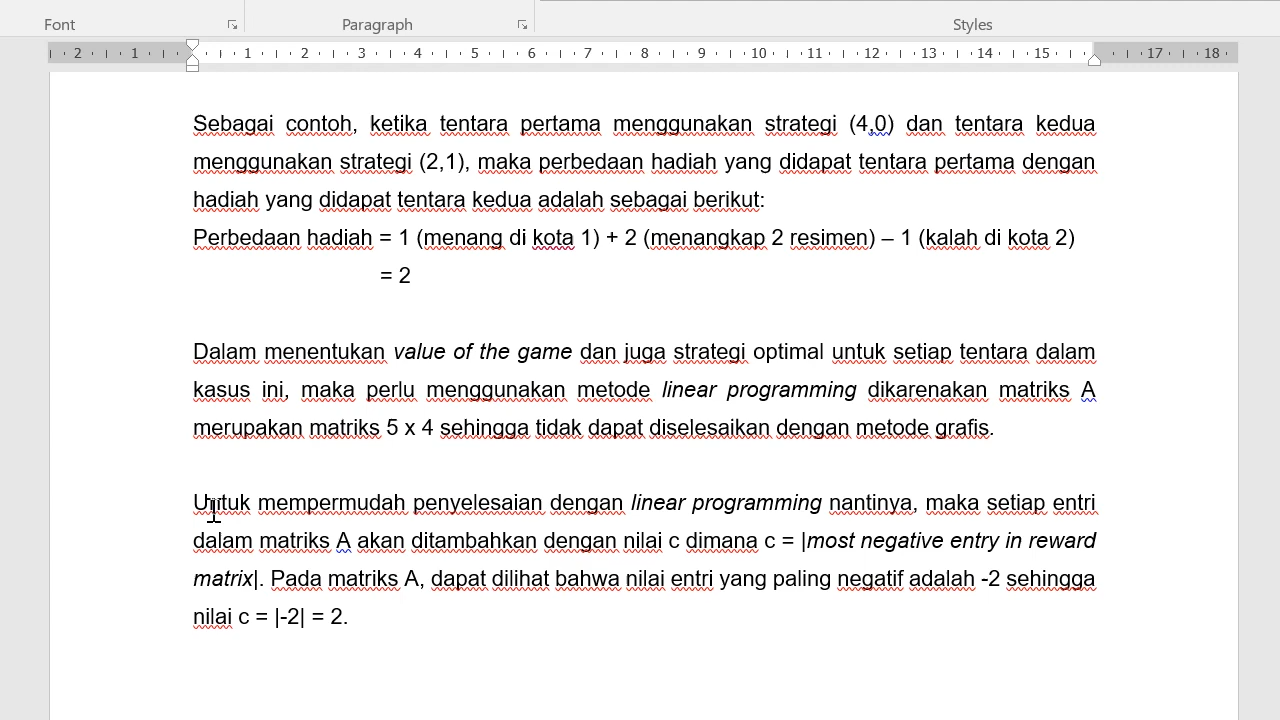 Font Paragraph Styles
2 1 1 2 3 4 5 6 7 8 9 10 11 12 13 14 15 17 18
Sebagai contoh, ketika tentara pertama menggunakan strategi (4,0) dan tentara kedua
menggunakan strategi (2,1), maka perbedaan hadiah yang didapat tentara pertama dengan
hadiah yang didapat tentara kedua adalah sebagai berikut:
Perbedaan hadiah = 1 (menang di kota 1) + 2 (menangkap 2 resimen) – 1 (kalah di kota 2)
= 2
Dalam menentukan value of the game dan juga strategi optimal untuk setiap tentara dalam
kasus ini, maka perlu menggunakan metode linear programming dikarenakan matriks A
merupakan matriks 5 x 4 sehingga tidak dapat diselesaikan dengan metode grafis.
Untuk mempermudah penyelesaian dengan linear programming nantinya, maka setiap entri
dalam matriks A akan ditambahkan dengan nilai c dimana c = |most negative entry in reward
matrix|. Pada matriks A, dapat dilihat bahwa nilai entri yang paling negatif adalah -2 sehingga
nilai c = |-2| = 2.